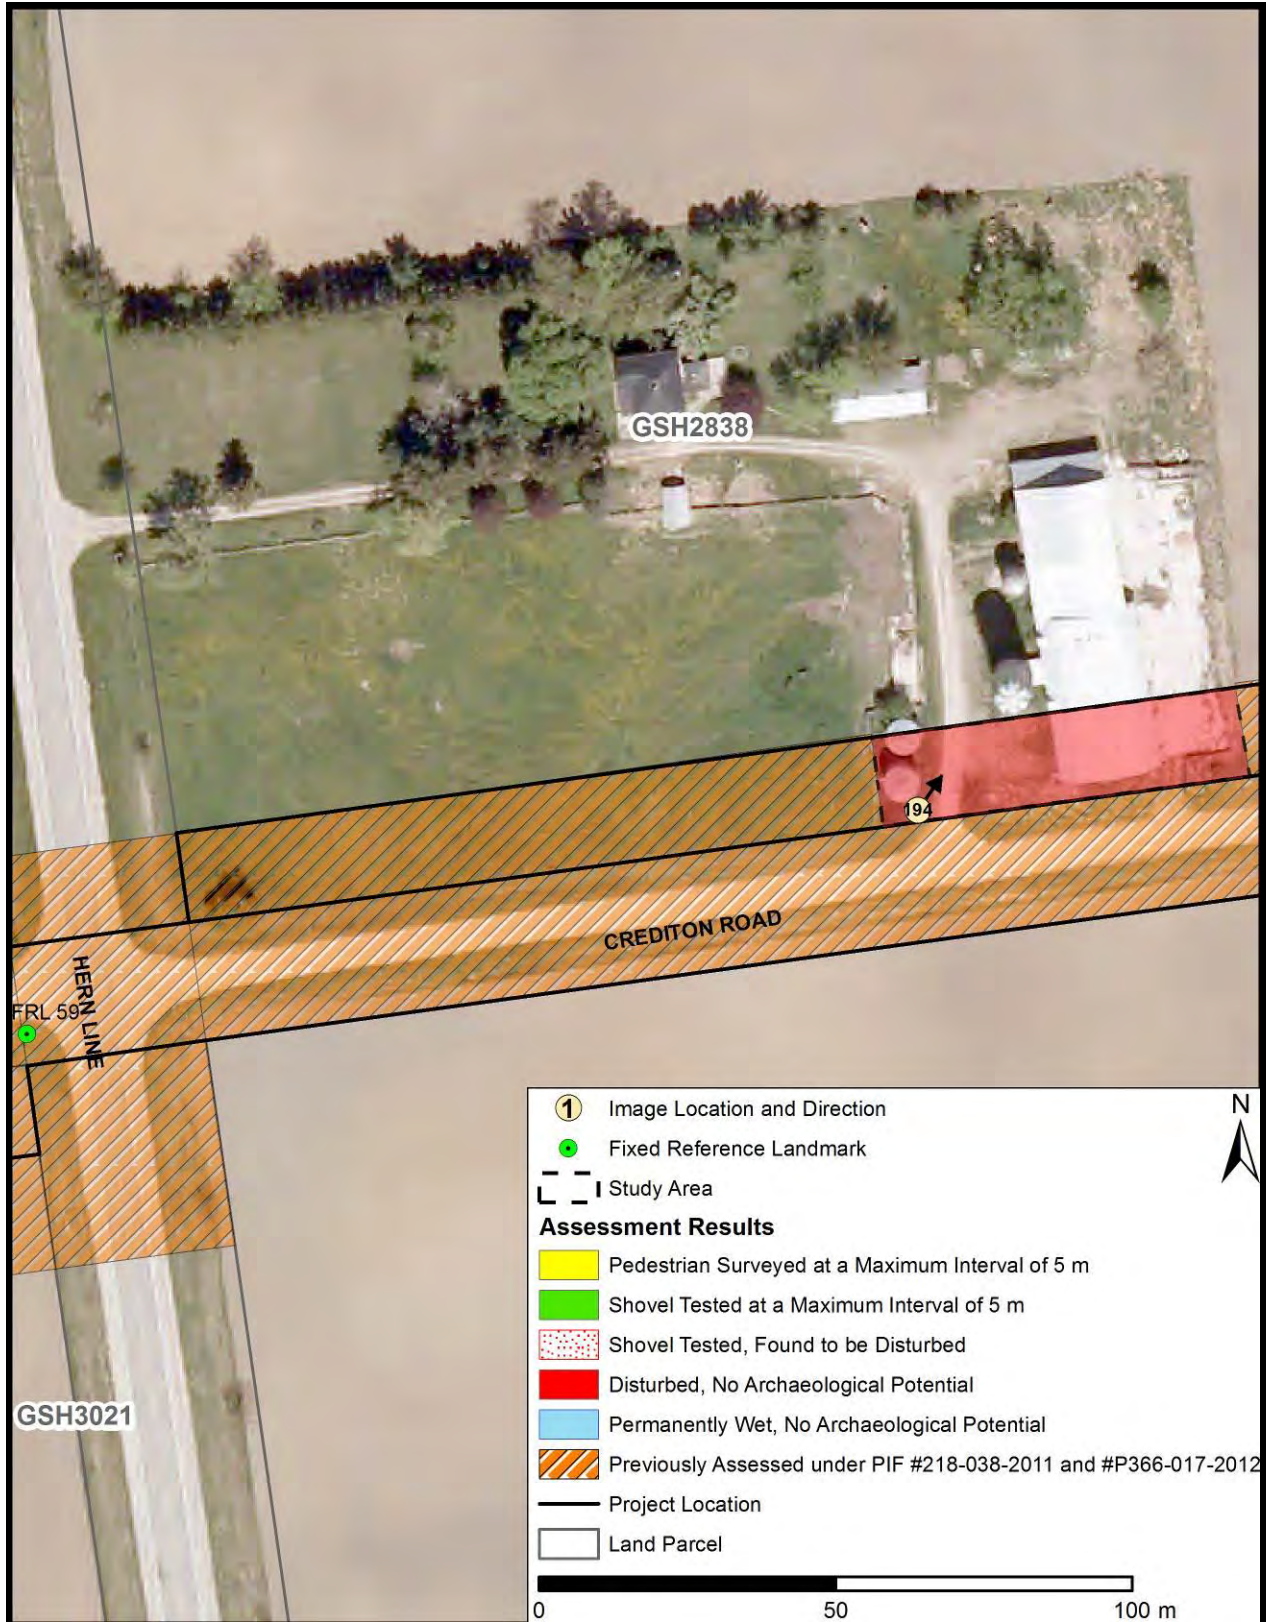 GSH2838
194
CREDITON ROAD
HERN LINE
FRL 59
GSH3021
1 Image Location and Direction
N
Fixed Reference Landmark
Study Area
Assessment Results
Pedestrian Surveyed at a Maximum Interval of 5 m
Shovel Tested at a Maximum Interval of 5 m
Shovel Tested, Found to be Disturbed
Disturbed, No Archaeological Potential
Permanently Wet, No Archaeological Potential
Previously Assessed under PIF #218-038-2011 and #P366-017-2012
Project Location
Land Parcel
0 50 100 m